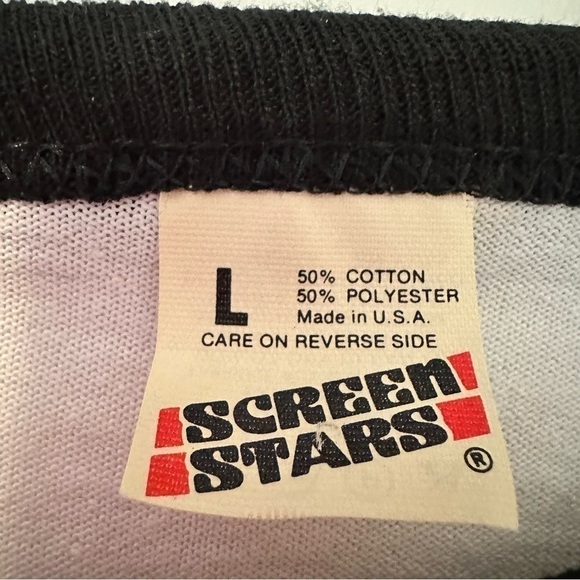 L
50% COTTON
50% POLYESTER
Made in U.S.A.
CARE ON REVERSE SIDE
SCREEN
STARS
®